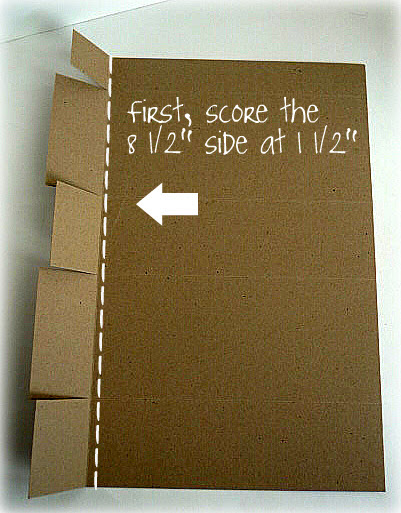 first, score the
8 1/2" side at 1 1/2"